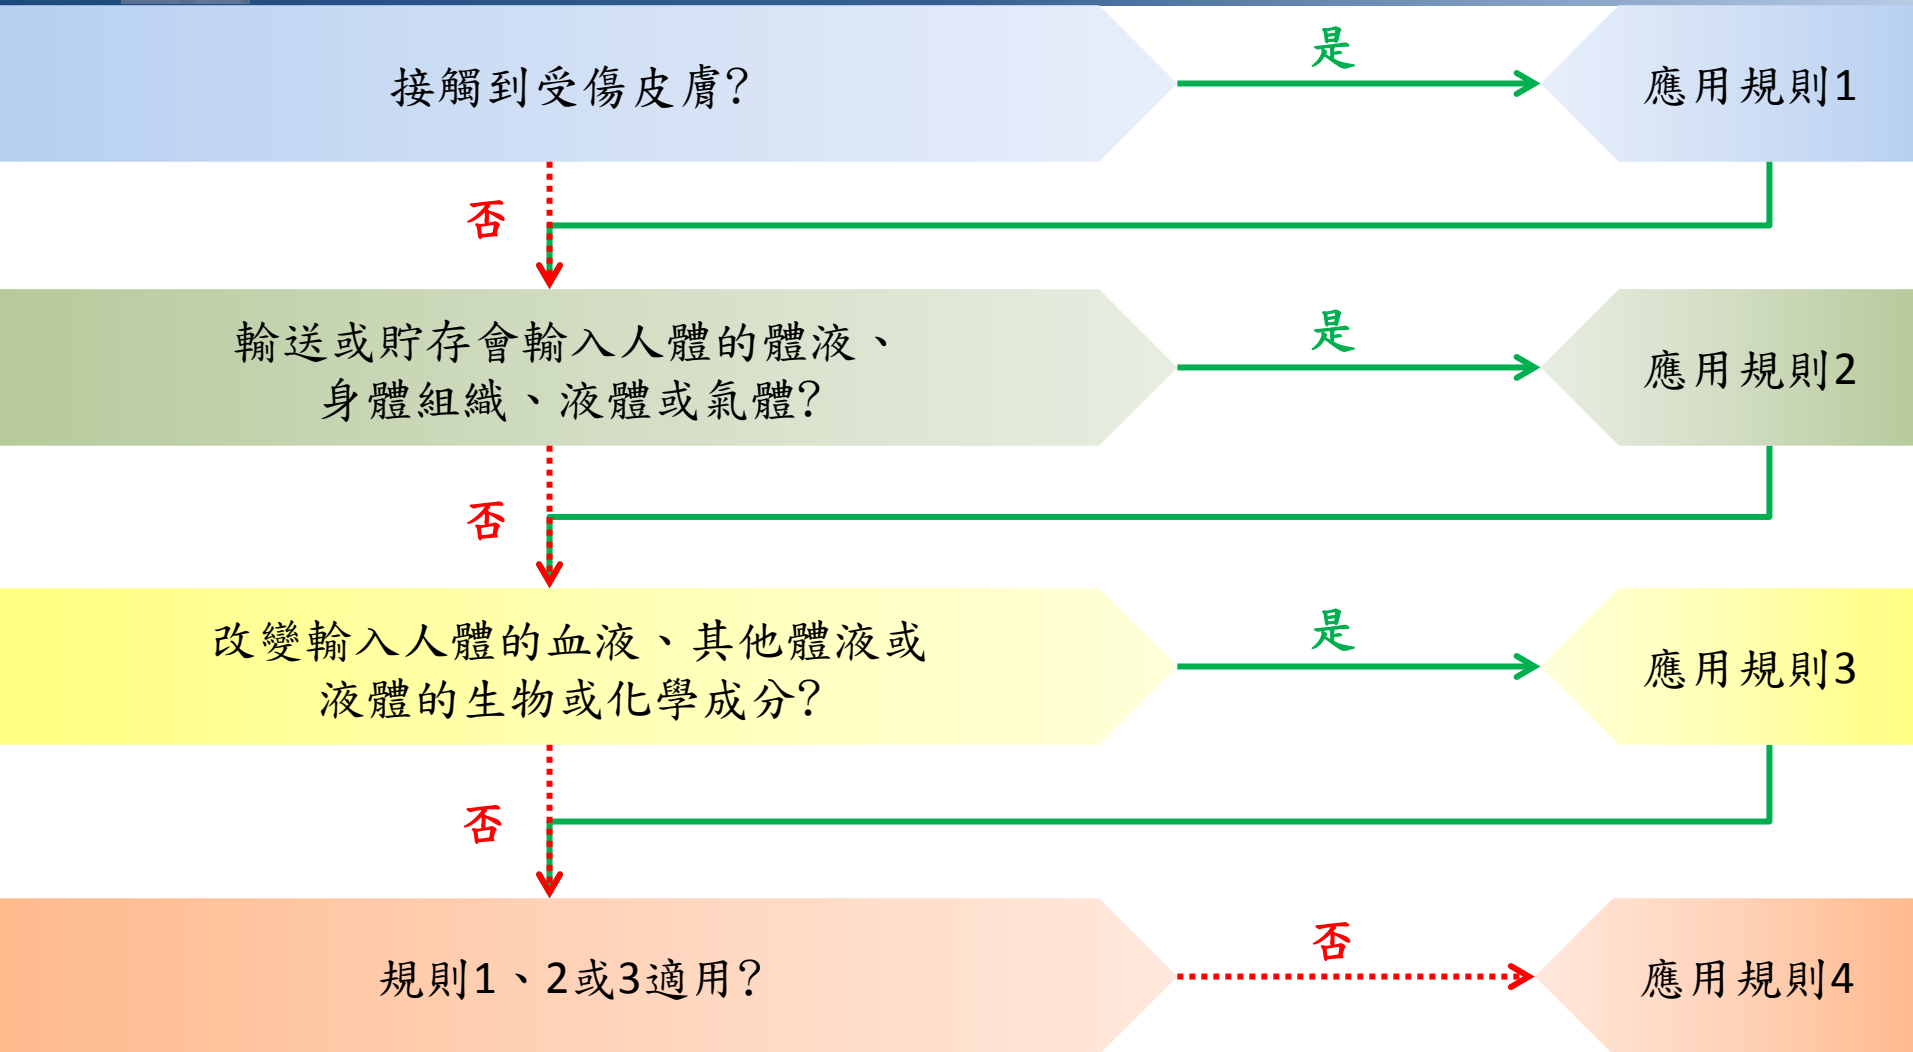 接觸到受傷皮膚?
是
應用規則1
否
輸送或貯存會輸入人體的體液、
身體組織、液體或氣體?
是
應用規則2
否
改變輸入人體的血液、其他體液或
液體的生物或化學成分?
是
應用規則3
否
規則1、2或3適用?
否
應用規則4